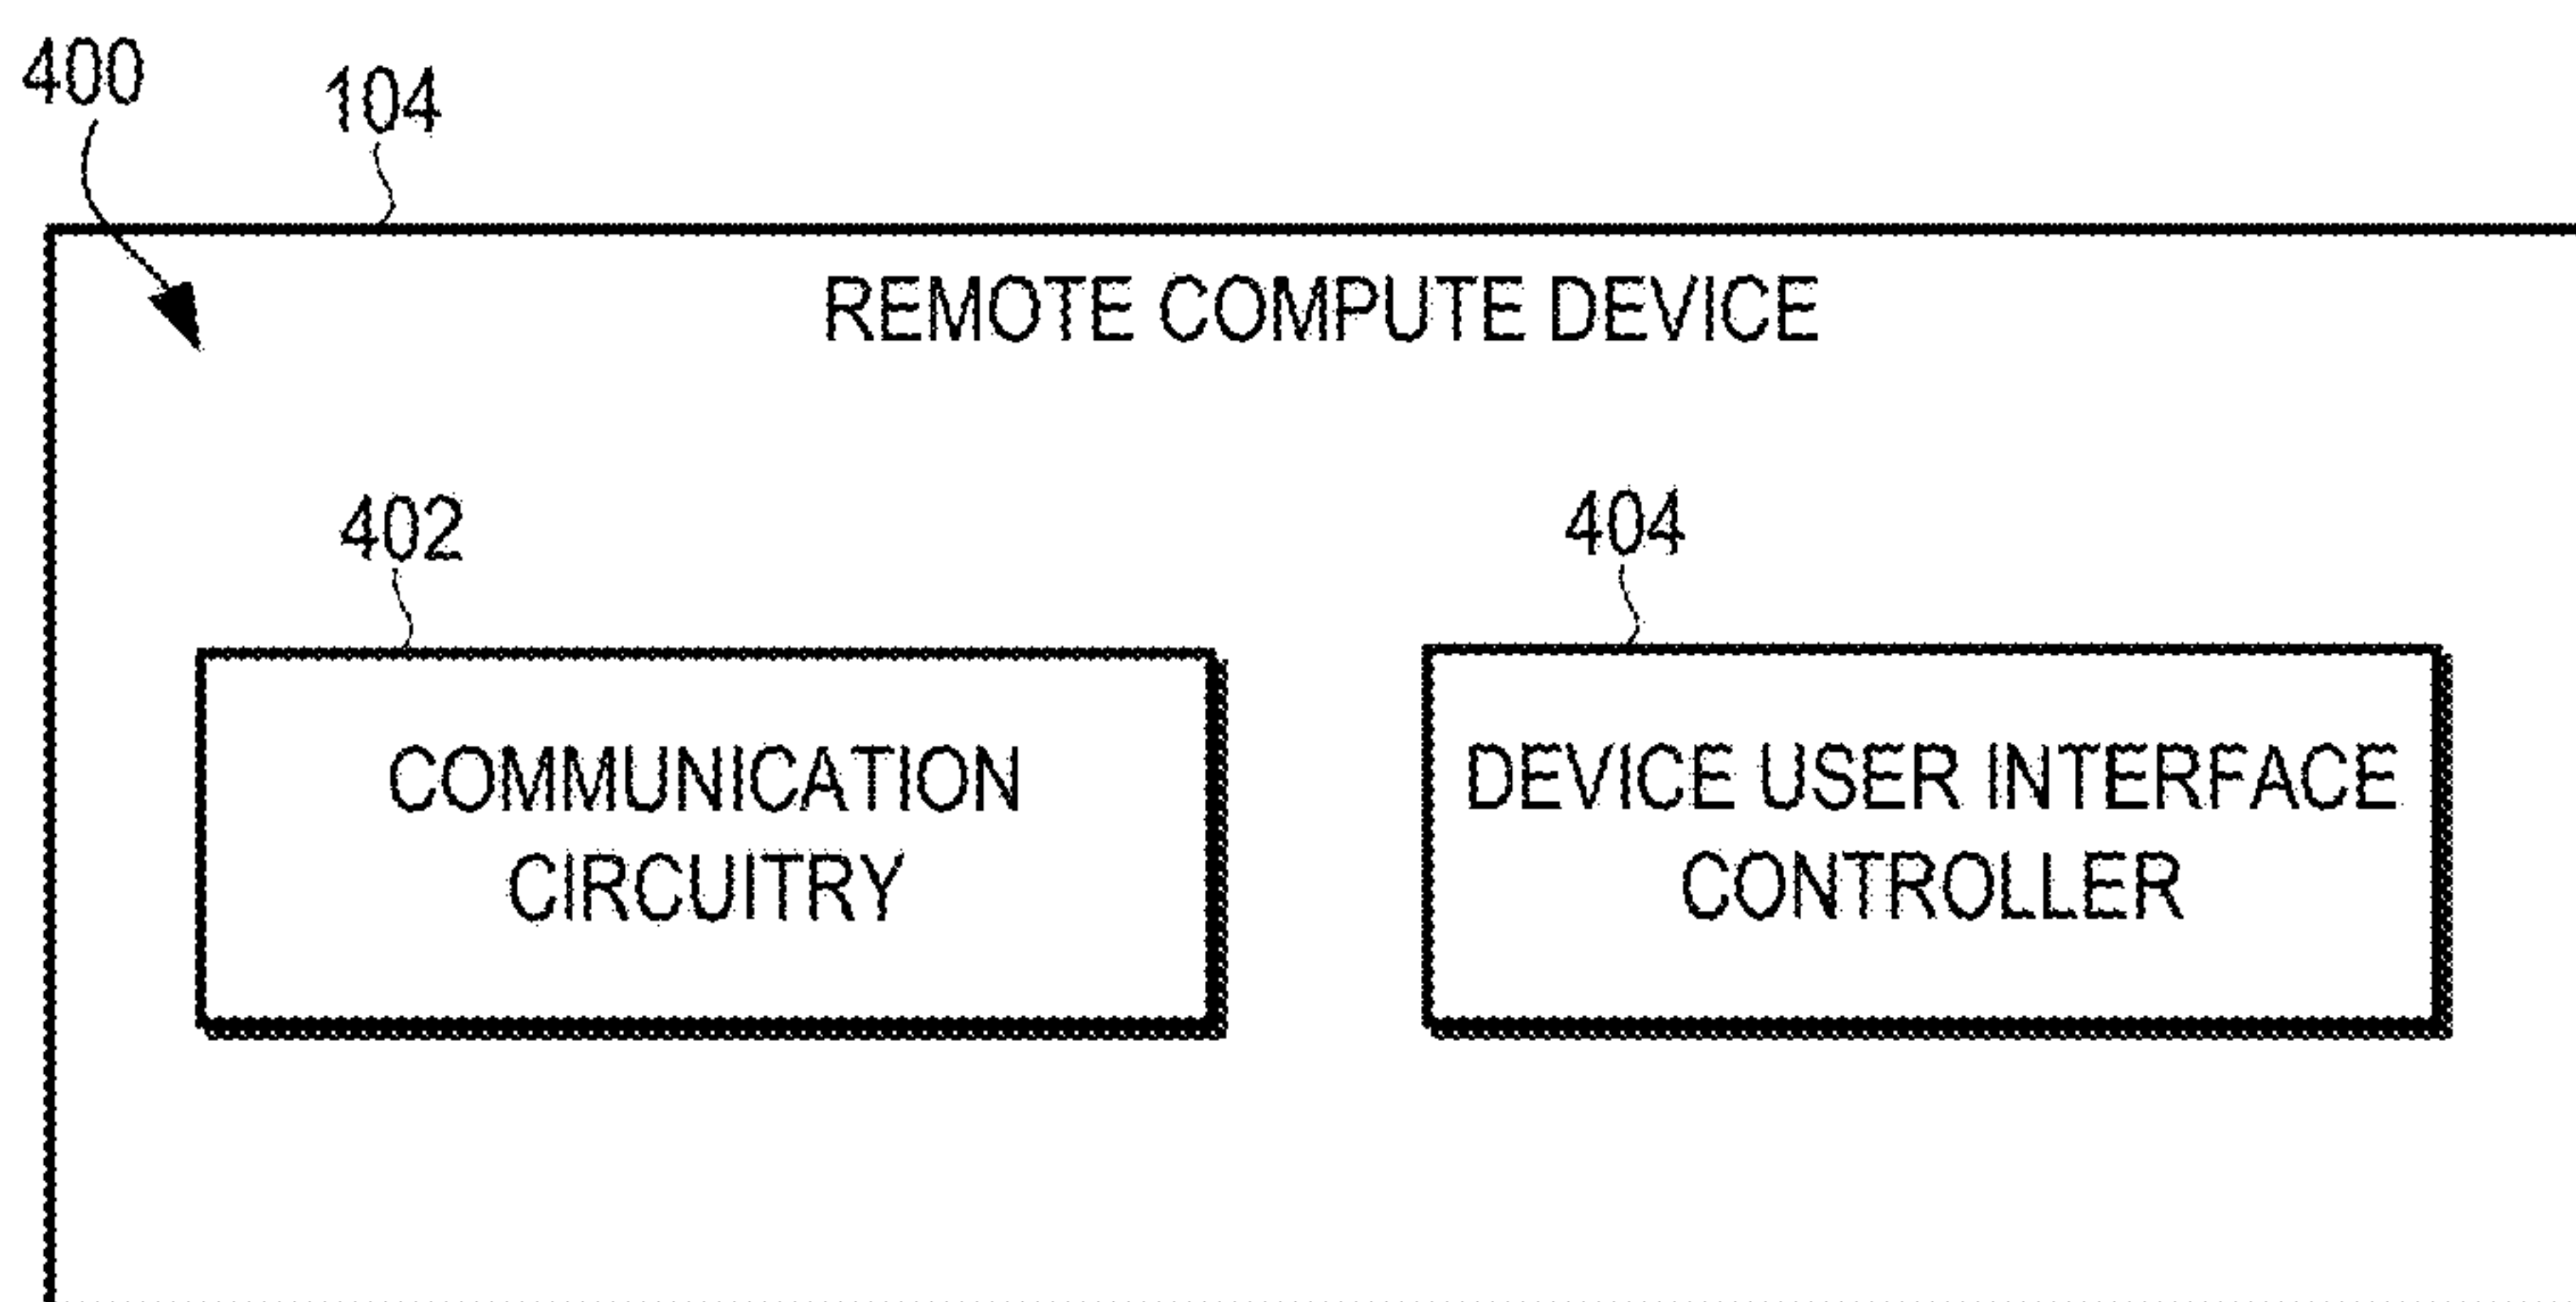 400
104
REMOTE COMPUTE DEVICE
402
404
COMMUNICATION
CIRCUITRY
DEVICE USER INTERFACE
CONTROLLER